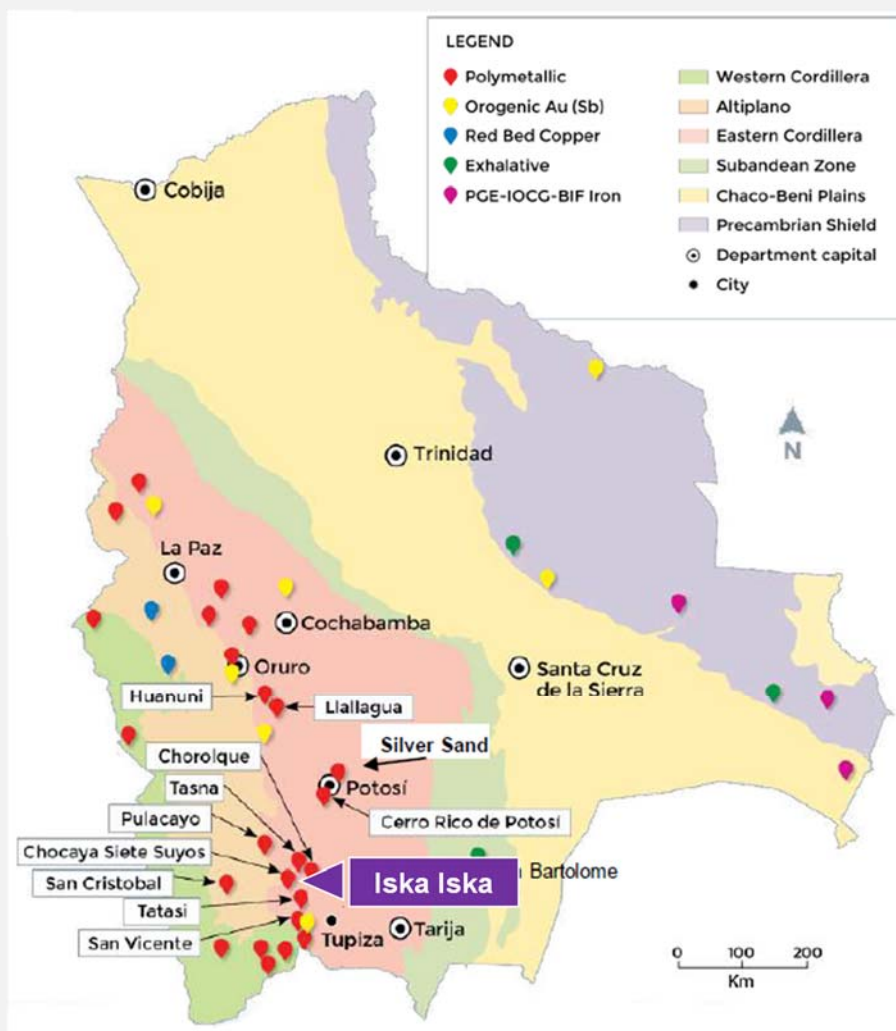 LEGEND
Polymetallic
Orogenic Au (Sb)
Red Bed Copper
Exhalative
PGE-IOCG-BIF Iron
Western Cordillera
Altiplano
Eastern Cordillera
Subandean Zone
Chaco-Beni Plains
Precambrian Shield
Department capital
City
Cobija
Trinidad
N
La Paz
Cochabamba
Oruro
Santa Cruz
de la Sierra
Huanuni
Llallagua
Silver Sand
Chorolque
Tasna
Potosí
Pulacayo
Cerro Rico de Potosí
Chocaya Siete Suyos
Iska Iska
Bartolome
San Cristobal
Tatasi
San Vicente
Tupiza
Tarija
0 100 200
Km